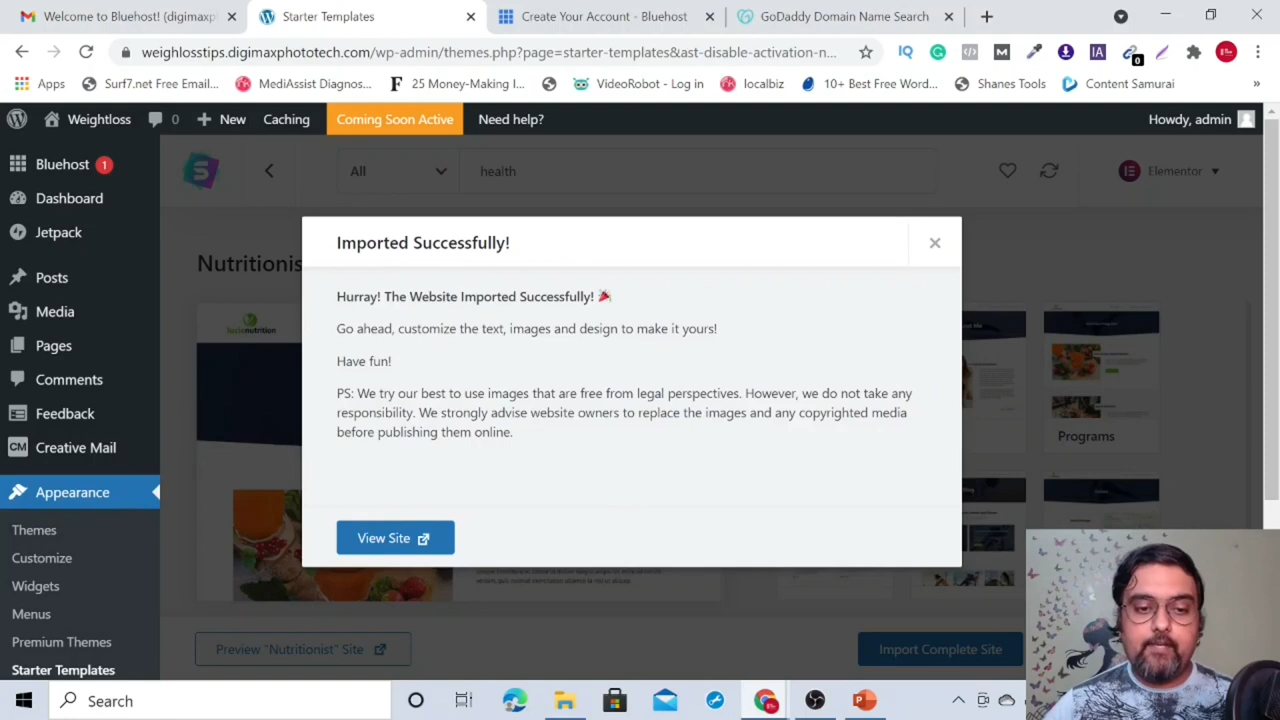 Welcome to Bluehost! (digimaxp
Starter Templates
Create Your Account - Bluehost
GoDaddy Domain Name Search
weighlosstips.digimaxphototech.com/wp-admin/themes.php?page=starter-templates&ast-disable-activation-n...
Apps
Surf7.net Free Email...
MediAssist Diagnos...
25 Money-Making I...
VideoRobot - Log in
localbiz
10+ Best Free Word...
Shanes Tools
Content Samurai
»
Weightloss
0
New
Caching
Coming Soon Active
Need help?
Howdy, admin
Bluehost 1
Dashboard
Jetpack
Posts
Media
Pages
Comments
Feedback
CM Creative Mail
Appearance
Themes
Customize
Widgets
Menus
Premium Themes
Starter Templates
All
health
Elementor
Nutritionis
Imported Successfully!
Hurray! The Website Imported Successfully!
Go ahead, customize the text, images and design to make it yours!
Have fun!
PS: We try our best to use images that are free from legal perspectives. However, we do not take any
responsibility. We strongly advise website owners to replace the images and any copyrighted media
before publishing them online.
View Site
Programs
Preview "Nutritionist" Site
Import Complete Site
Search